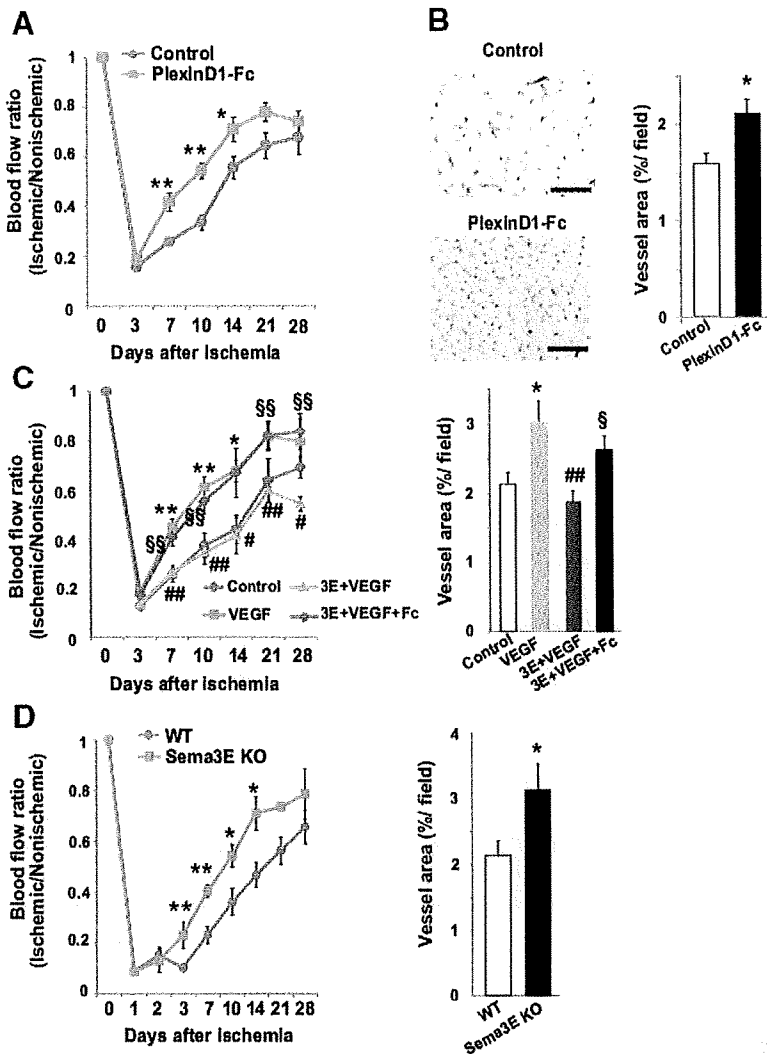 A
Control
PlexinD1-Fc
Blood flow ratio
(Ischemic/Nonischemic)
1
0.8
0.6
0.4
0.2
0
*
**
**
0 3 7 10 14 21 28
Days after Ischemia
B
Control
PlexinD1-Fc
Vessel area (%/ field)
2
1
0
*
Control
PlexinD1-Fc
C
Blood flow ratio
(Ischemic/Nonischemic)
1
0.8
0.6
0.4
0.2
0
§§ §§
** ** *
§§ §§
## ## # ## #
Control
3E+VEGF
VEGF
3E+VEGF+Fc
0 3 7 10 14 21 28
Days after Ischemia
Vessel area (%/ field)
3
2
1
0
*
##
§
Control
VEGF
3E+VEGF
3E+VEGF+Fc
D
WT
Sema3E KO
Blood flow ratio
(Ischemic/Nonischemic)
1
0.8
0.6
0.4
0.2
0
** ** * *
0 1 2 3 7 10 14 21 28
Days after Ischemia
Vessel area (%/ field)
4
3
2
1
0
*
WT
Sema3E KO